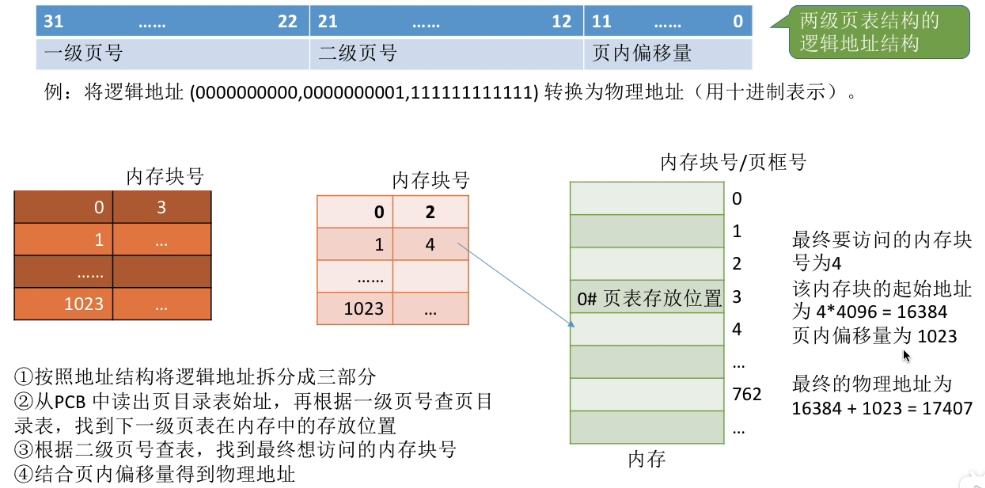 31 …… 22 21 …… 12 11 …… 0
一级页号 二级页号 页内偏移量
两级页表结构的
逻辑地址结构
例：将逻辑地址 (0000000000,0000000001,111111111111) 转换为物理地址（用十进制表示）。
内存块号
0 3
1 ...
……
1023 ...
内存块号
0 2
1 4
……
1023 ...
内存块号/页框号
0
1
2
0# 页表存放位置 3
4
...
762
...
内存
最终要访问的内存块
号为4
该内存块的起始地址
为 4*4096 = 16384
页内偏移量为 1023
最终的物理地址为
16384 + 1023 = 17407
①按照地址结构将逻辑地址拆分成三部分
②从PCB 中读出页目录表始址，再根据一级页号查页目
录表，找到下一级页表在内存中的存放位置
③根据二级页号查表，找到最终想访问的内存块号
④结合页内偏移量得到物理地址